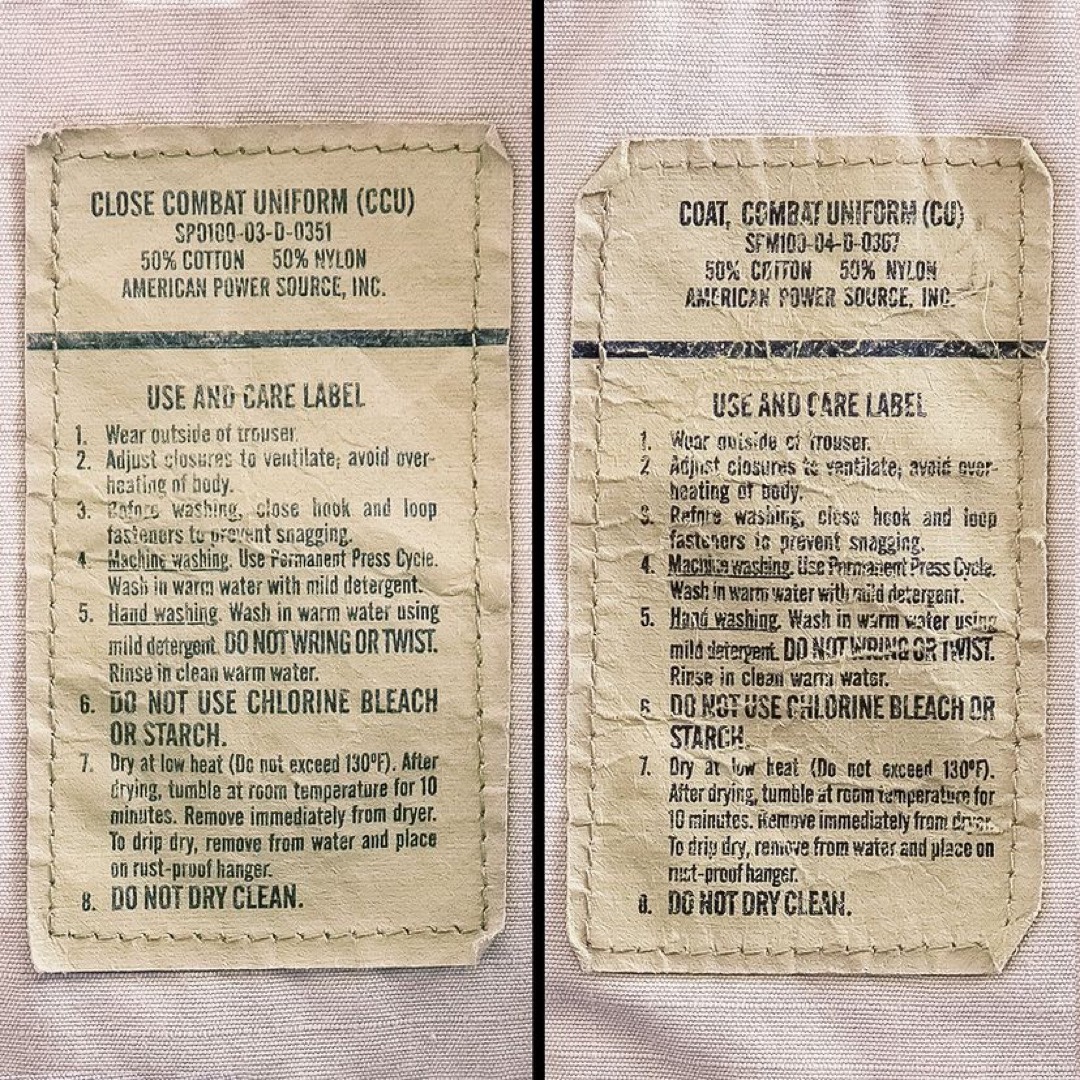 CLOSE COMBAT UNIFORM (CCU)
SPO100-03-D-0351
50% COTTON 50% NYLON
AMERICAN POWER SOURCE, INC.
USE AND CARE LABEL
1. Wear outside of trouser.
2. Adjust closures to ventilate; avoid over-
heating of body.
3. Before washing, close hook and loop
fasteners to prevent snagging.
4. Machine washing. Use Permanent Press Cycle.
Wash in warm water with mild detergent.
5. Hand washing. Wash in warm water using
mild detergent. DO NOT WRING OR TWIST.
Rinse in clean warm water.
6. DO NOT USE CHLORINE BLEACH
OR STARCH.
7. Dry at low heat (Do not exceed 130ºF). After
drying, tumble at room temperature for 10
minutes. Remove immediately from dryer.
To drip dry, remove from water and place
on rust-proof hanger.
8. DO NOT DRY CLEAN.
COAT, COMBAT UNIFORM (CU)
50% COTTON 50% NYLON
AMERICAN POWER SOURCE, INC.
USE AND CARE LABEL
1. Wear outside of trouser.
2. Adjust closures to ventilate; avoid over-
heating of body.
3. Before washing, close hook and loop
fasteners to prevent snagging.
4. Machine washing. Use Permanent Press Cycle.
Wash in warm water with mild detergent.
5. Hand washing. Wash in warm water using
mild detergent. DO NOT WRING OR TWIST.
Rinse in clean warm water.
6. DO NOT USE CHLORINE BLEACH OR
STARCH.
7. Dry at low heat (Do not exceed 130ºF).
After drying, tumble at room temperature for
10 minutes. Remove immediately from dryer.
To drip dry, remove from water and place on
rust-proof hanger.
8. DO NOT DRY CLEAN.